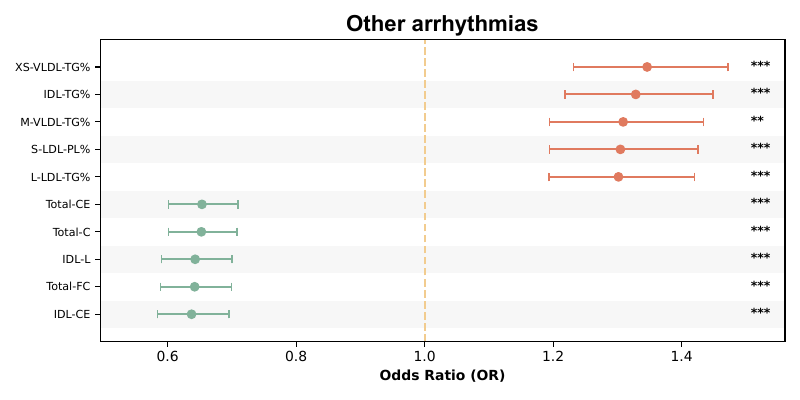 Other arrhythmias
XS-VLDL-TG% ***
IDL-TG% ***
M-VLDL-TG% **
S-LDL-PL% ***
L-LDL-TG% ***
Total-CE ***
Total-C ***
IDL-L ***
Total-FC ***
IDL-CE ***
0.6 0.8 1.0 1.2 1.4
Odds Ratio (OR)